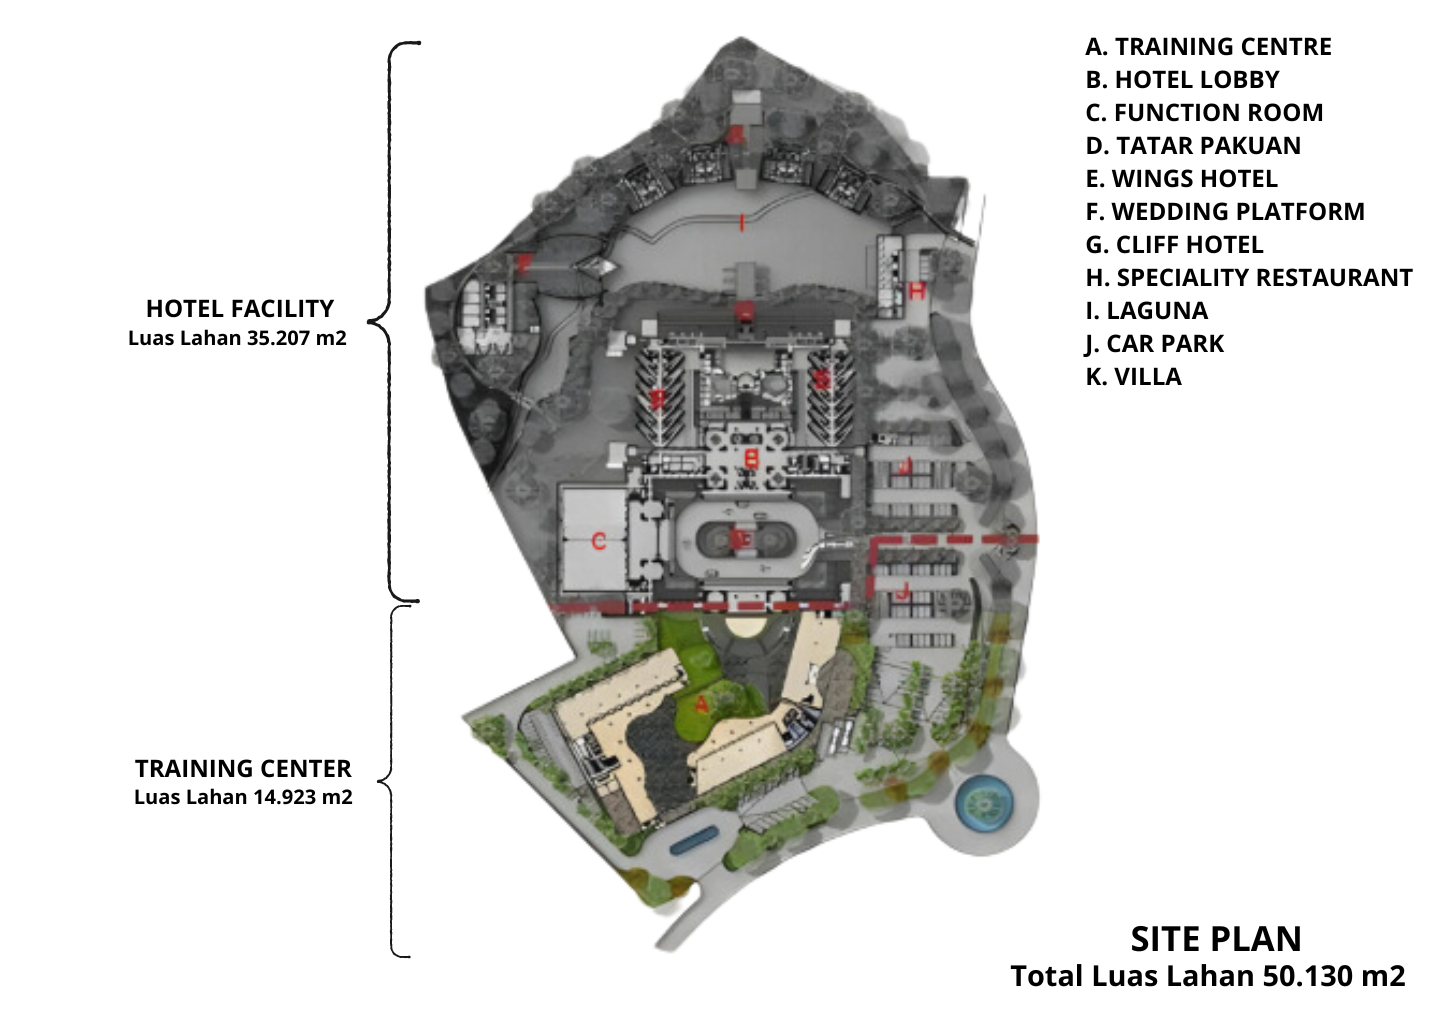 A. TRAINING CENTRE
B. HOTEL LOBBY
C. FUNCTION ROOM
D. TATAR PAKUAN
E. WINGS HOTEL
F. WEDDING PLATFORM
G. CLIFF HOTEL
H. SPECIALITY RESTAURANT
I. LAGUNA
J. CAR PARK
K. VILLA
I
H
HOTEL FACILITY
Luas Lahan 35.207 m2
B
J
C
J
A
TRAINING CENTER
Luas Lahan 14.923 m2
SITE PLAN
Total Luas Lahan 50.130 m2